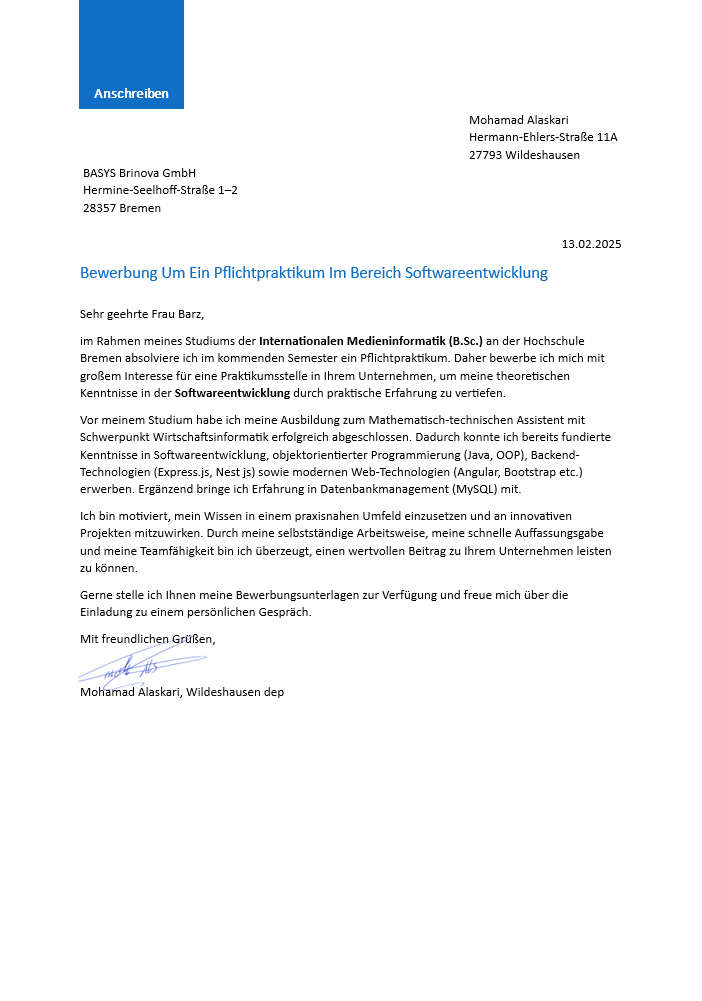 Anschreiben
Mohamad Alaskari
Hermann-Ehlers-Straße 11A
27793 Wildeshausen
BASYS Brinova GmbH
Hermine-Seelhoff-Straße 1–2
28357 Bremen
13.02.2025
Bewerbung Um Ein Pflichtpraktikum Im Bereich Softwareentwicklung
Sehr geehrte Frau Barz,
im Rahmen meines Studiums der Internationalen Medieninformatik (B.Sc.) an der Hochschule
Bremen absolviere ich im kommenden Semester ein Pflichtpraktikum. Daher bewerbe ich mich mit
großem Interesse für eine Praktikumsstelle in Ihrem Unternehmen, um meine theoretischen
Kenntnisse in der Softwareentwicklung durch praktische Erfahrung zu vertiefen.
Vor meinem Studium habe ich meine Ausbildung zum Mathematisch-technischen Assistent mit
Schwerpunkt Wirtschaftsinformatik erfolgreich abgeschlossen. Dadurch konnte ich bereits fundierte
Kenntnisse in Softwareentwicklung, objektorientierter Programmierung (Java, OOP), Backend-
Technologien (Express.js, Nest js) sowie modernen Web-Technologien (Angular, Bootstrap etc.)
erwerben. Ergänzend bringe ich Erfahrung in Datenbankmanagement (MySQL) mit.
Ich bin motiviert, mein Wissen in einem praxisnahen Umfeld einzusetzen und an innovativen
Projekten mitzuwirken. Durch meine selbstständige Arbeitsweise, meine schnelle Auffassungsgabe
und meine Teamfähigkeit bin ich überzeugt, einen wertvollen Beitrag zu Ihrem Unternehmen leisten
zu können.
Gerne stelle ich Ihnen meine Bewerbungsunterlagen zur Verfügung und freue mich über die
Einladung zu einem persönlichen Gespräch.
Mit freundlichen Grüßen,
Mohamad Alaskari, Wildeshausen dep